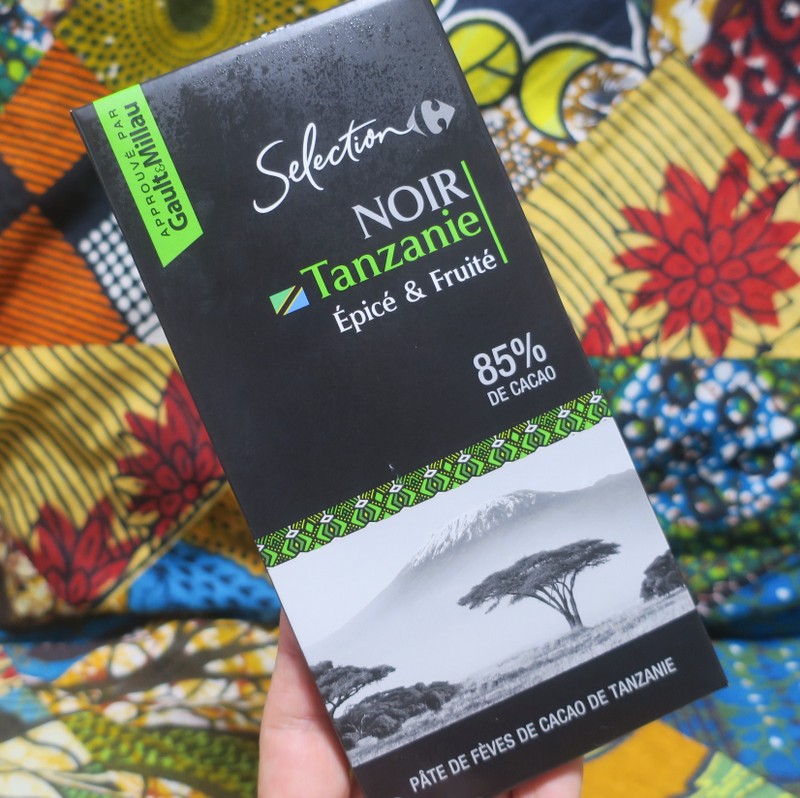 APPROUVÉ PAR
Gault&Millau
Selection
NOIR
Tanzanie
Épicé & Fruité
85%
DE CACAO
PÂTE DE FÈVES DE CACAO DE TANZANIE